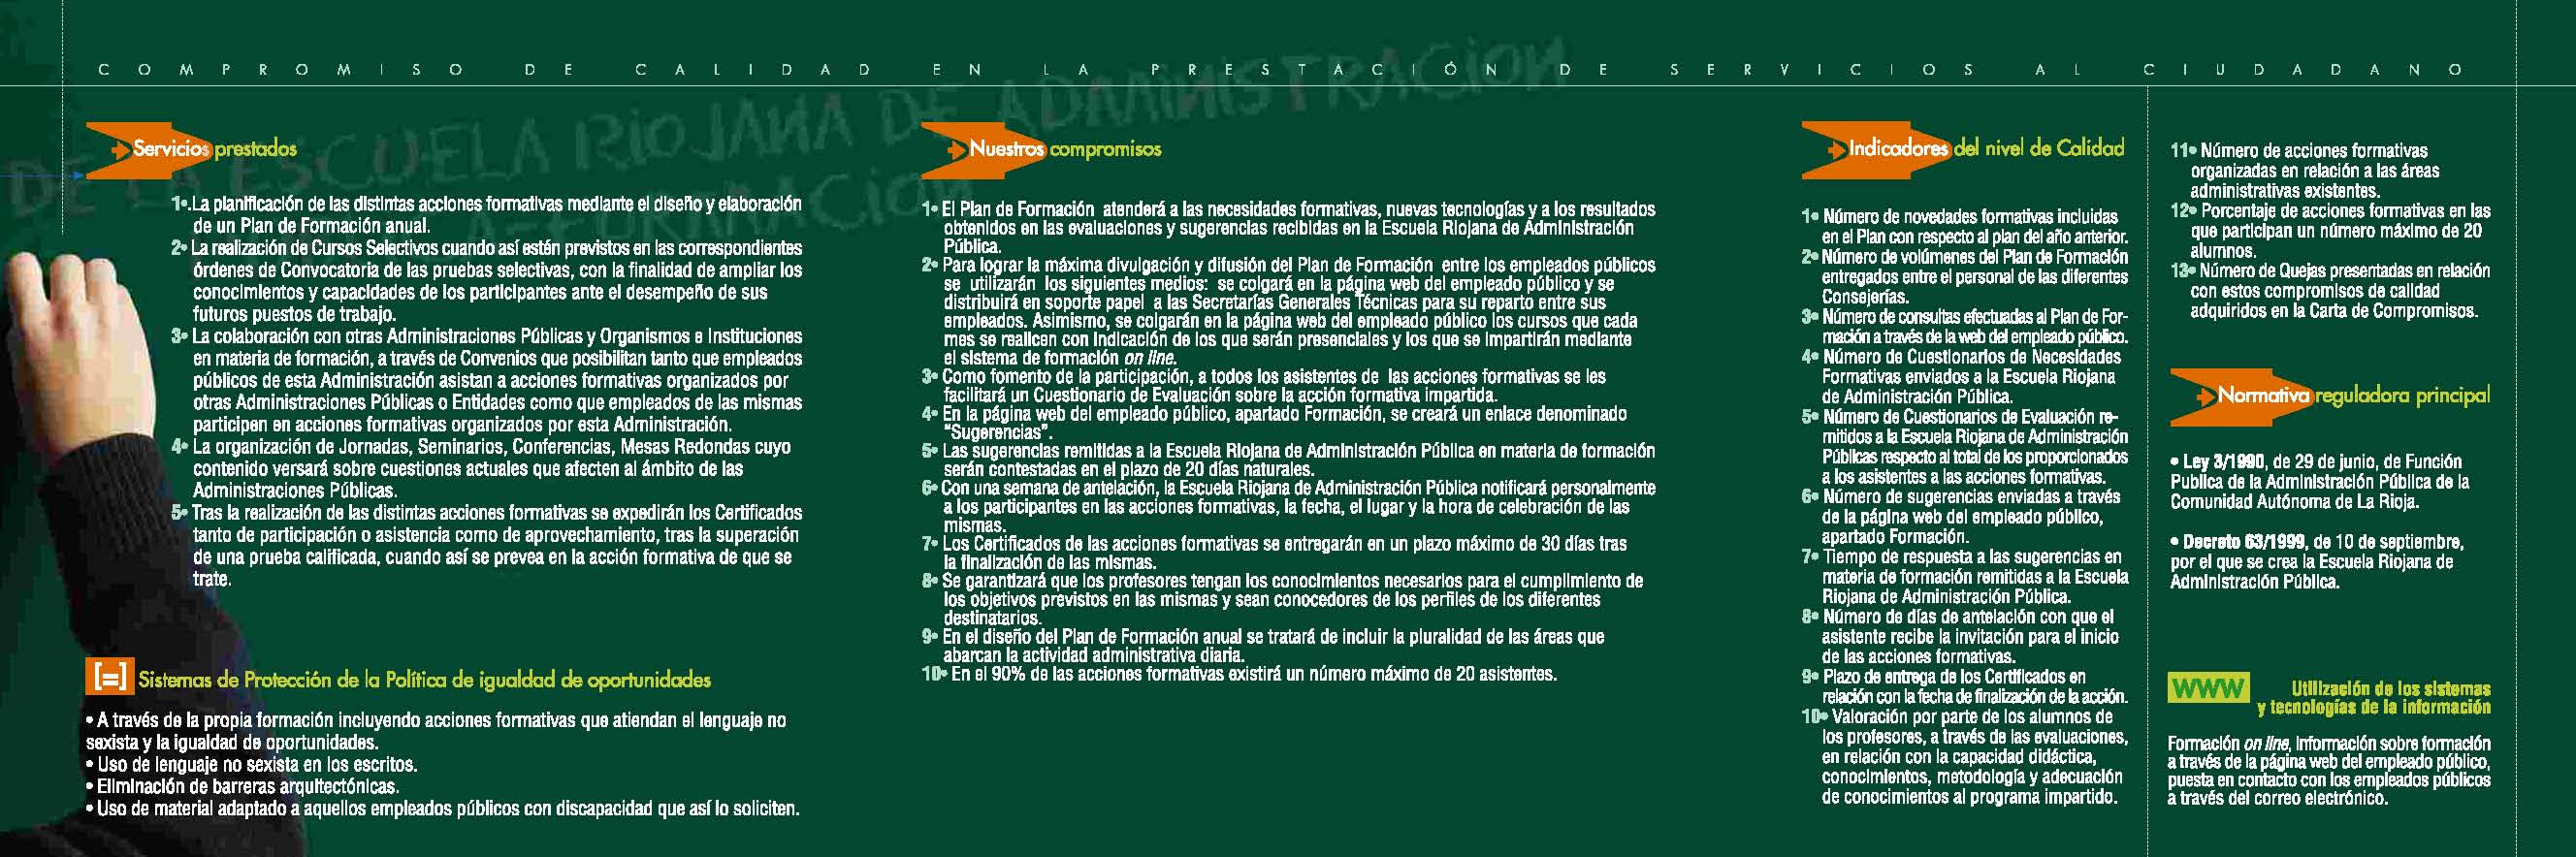 COMPROMISO DE CALIDAD EN LA PRESTACIÓN DE SERVICIOS AL CIUDADANO
DE LA ESCUELA RIOJANA DE ADMINISTRACION
Servicios prestados
1•.La planificación de las distintas acciones formativas mediante el diseño y elaboración
de un Plan de Formación anual.
2• La realización de Cursos Selectivos cuando así estén previstos en las correspondientes
órdenes de Convocatoria de las pruebas selectivas, con la finalidad de ampliar los
conocimientos y capacidades de los participantes ante el desempeño de sus
futuros puestos de trabajo.
3• La colaboración con otras Administraciones Públicas y Organismos e Instituciones
en materia de formación, a través de Convenios que posibilitan tanto que empleados
públicos de esta Administración asistan a acciones formativas organizados por
otras Administraciones Públicas o Entidades como que empleados de las mismas
participen en acciones formativas organizados por esta Administración.
4• La organización de Jornadas, Seminarios, Conferencias, Mesas Redondas cuyo
contenido versará sobre cuestiones actuales que afecten al ámbito de las
Administraciones Públicas.
5• Tras la realización de las distintas acciones formativas se expedirán los Certificados
tanto de participación o asistencia como de aprovechamiento, tras la superación
de una prueba calificada, cuando así se prevea en la acción formativa de que se
trate.
[=] Sistemas de Protección de la Política de igualdad de oportunidades
• A través de la propia formación incluyendo acciones formativas que atiendan el lenguaje no
sexista y la igualdad de oportunidades.
• Uso de lenguaje no sexista en los escritos.
• Eliminación de barreras arquitectónicas.
• Uso de material adaptado a aquellos empleados públicos con discapacidad que así lo soliciten.
Nuestros compromisos
1• El Plan de Formación atenderá a las necesidades formativas, nuevas tecnologías y a los resultados
obtenidos en las evaluaciones y sugerencias recibidas en la Escuela Riojana de Administración
Pública.
2• Para lograr la máxima divulgación y difusión del Plan de Formación entre los empleados públicos
se utilizarán los siguientes medios: se colgará en la página web del empleado público y se
distribuirá en soporte papel a las Secretarías Generales Técnicas para su reparto entre sus
empleados. Asimismo, se colgarán en la página web del empleado público los cursos que cada
mes se realicen con indicación de los que serán presenciales y los que se impartirán mediante
el sistema de formación on line.
3• Como fomento de la participación, a todos los asistentes de las acciones formativas se les
facilitará un Cuestionario de Evaluación sobre la acción formativa impartida.
4• En la página web del empleado público, apartado Formación, se creará un enlace denominado
"Sugerencias".
5• Las sugerencias remitidas a la Escuela Riojana de Administración Pública en materia de formación
serán contestadas en el plazo de 20 días naturales.
6• Con una semana de antelación, la Escuela Riojana de Administración Pública notificará personalmente
a los participantes en las acciones formativas, la fecha, el lugar y la hora de celebración de las
mismas.
7• Los Certificados de las acciones formativas se entregarán en un plazo máximo de 30 días tras
la finalización de las mismas.
8• Se garantizará que los profesores tengan los conocimientos necesarios para el cumplimiento de
los objetivos previstos en las mismas y sean conocedores de los perfiles de los diferentes
destinatarios.
9• En el diseño del Plan de Formación anual se tratará de incluir la pluralidad de las áreas que
abarcan la actividad administrativa diaria.
10• En el 90% de las acciones formativas existirá un número máximo de 20 asistentes.
Indicadores del nivel de Calidad
1• Número de novedades formativas incluidas
en el Plan con respecto al plan del año anterior.
2• Número de volúmenes del Plan de Formación
entregados entre el personal de las diferentes
Consejerías.
3• Número de consultas efectuadas al Plan de For-
mación a través de la web del empleado público.
4• Número de Cuestionarios de Necesidades
Formativas enviados a la Escuela Riojana
de Administración Pública.
5• Número de Cuestionarios de Evaluación re-
mitidos a la Escuela Riojana de Administración
Públicas respecto al total de los proporcionados
a los asistentes a las acciones formativas.
6• Número de sugerencias enviadas a través
de la página web del empleado público,
apartado Formación.
7• Tiempo de respuesta a las sugerencias en
materia de formación remitidas a la Escuela
Riojana de Administración Pública.
8• Número de días de antelación con que el
asistente recibe la invitación para el inicio
de las acciones formativas.
9• Plazo de entrega de los Certificados en
relación con la fecha de finalización de la acción.
10• Valoración por parte de los alumnos de
los profesores, a través de las evaluaciones,
en relación con la capacidad didáctica,
conocimientos, metodología y adecuación
de conocimientos al programa impartido.
11• Número de acciones formativas
organizadas en relación a las áreas
administrativas existentes.
12• Porcentaje de acciones formativas en las
que participan un número máximo de 20
alumnos.
13• Número de Quejas presentadas en relación
con estos compromisos de calidad
adquiridos en la Carta de Compromisos.
Normativa reguladora principal
• Ley 3/1990, de 29 de junio, de Función
Publica de la Administración Pública de la
Comunidad Autónoma de La Rioja.
• Decreto 63/1999, de 10 de septiembre,
por el que se crea la Escuela Riojana de
Administración Pública.
WWW Utilización de los sistemas
y tecnologías de la información
Formación on line, información sobre formación
a través de la página web del empleado público,
puesta en contacto con los empleados públicos
a través del correo electrónico.